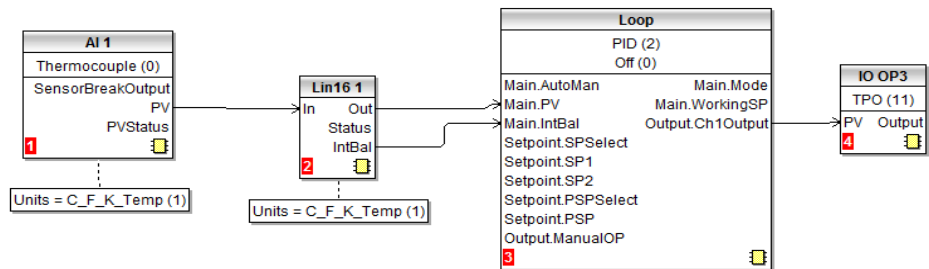 AI 1
Thermocouple (0)
SensorBreakOutput
PV
PVStatus
1
Units = C_F_K_Temp (1)
Lin16 1
In Out
Status
IntBal
2
Units = C_F_K_Temp (1)
Loop
PID (2)
Off (0)
Main.AutoMan Main.Mode
Main.PV Main.WorkingSP
Main.IntBal Output.Ch1Output
Setpoint.SPSelect
Setpoint.SP1
Setpoint.SP2
Setpoint.PSPSelect
Setpoint.PSP
Output.ManualOP
3
IO OP3
TPO (11)
PV Output
4